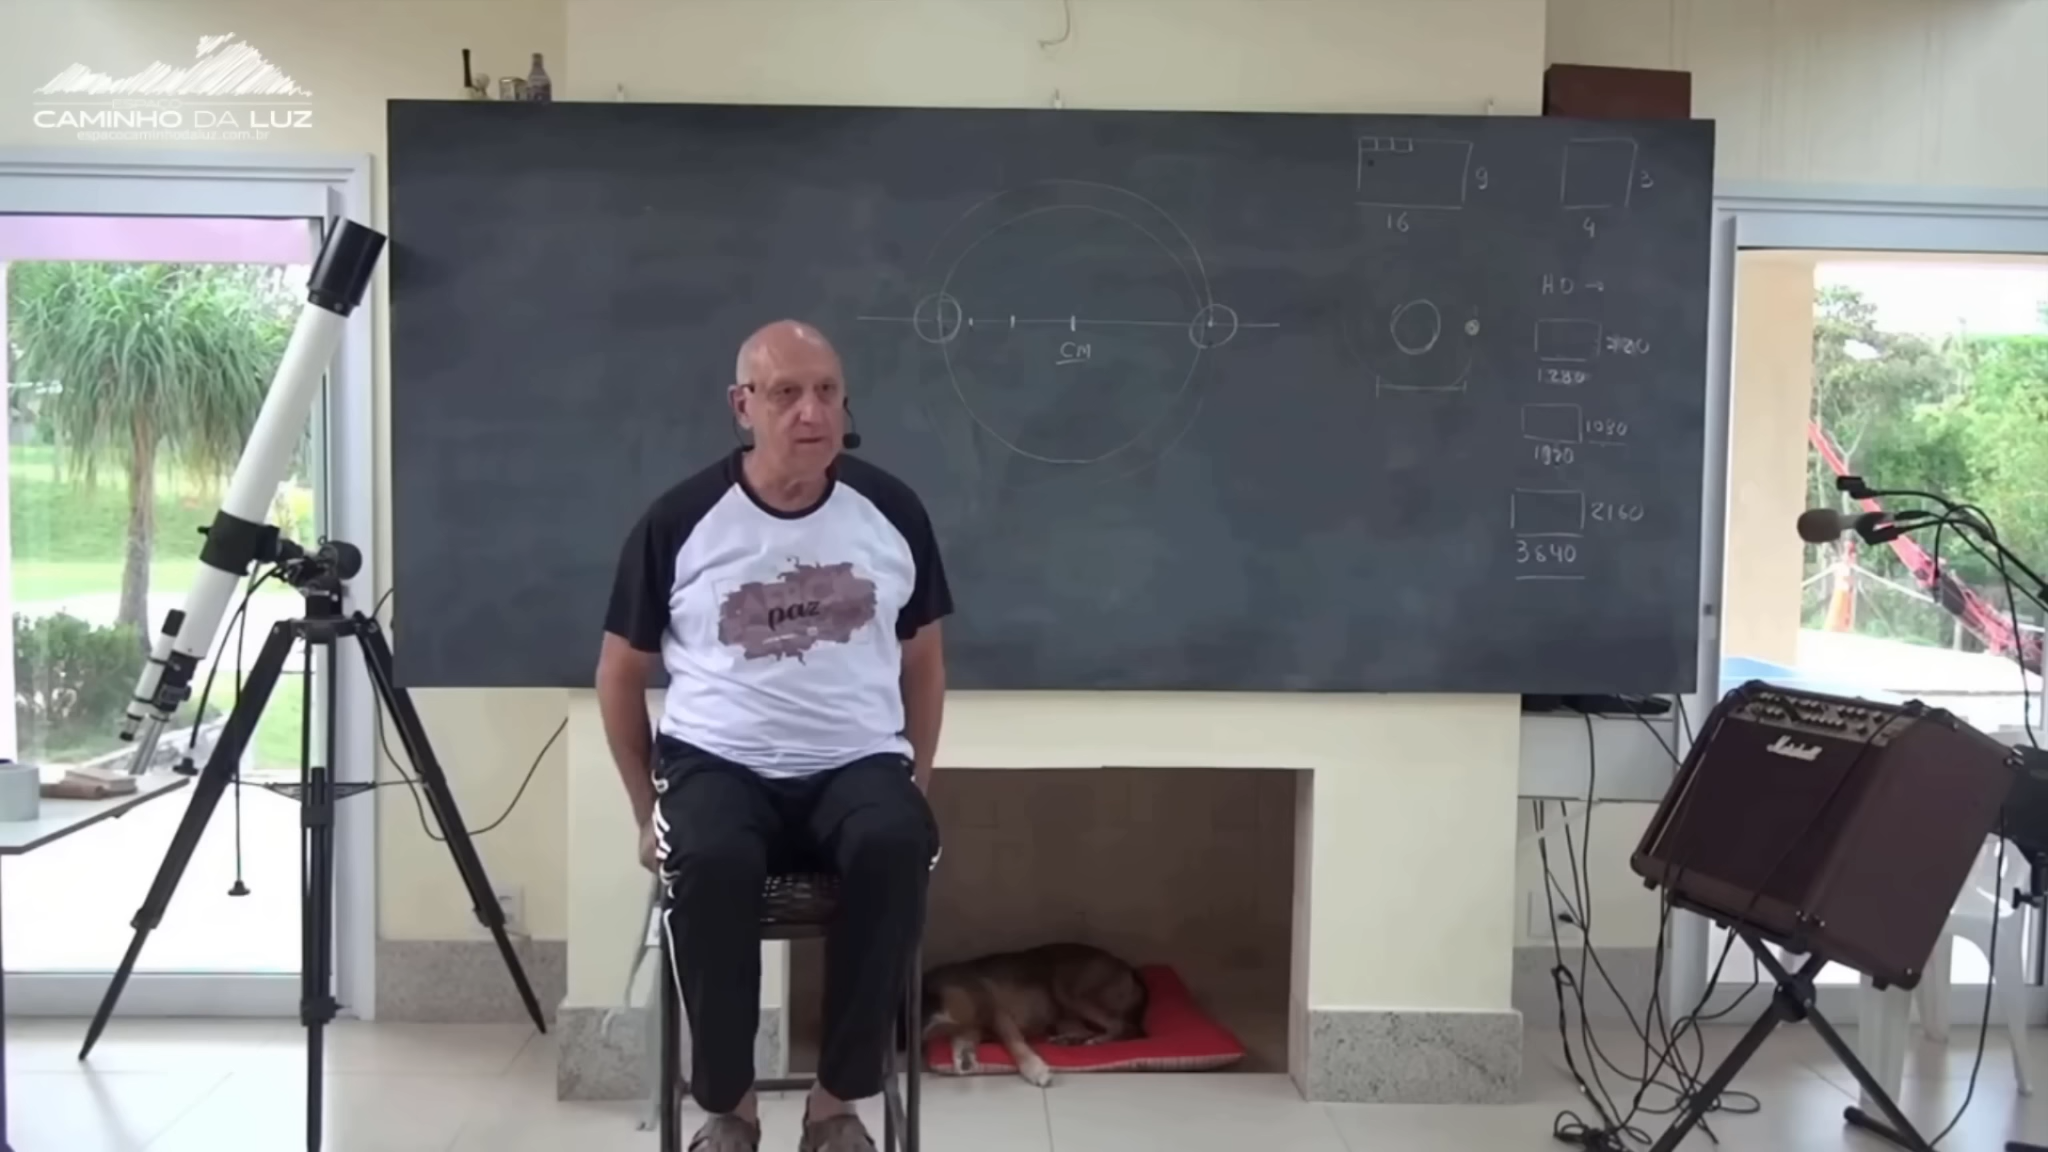 ESPAÇO
CAMINHO DA LUZ
espacocaminhodaluz.com.br
9
16
3
4
HD →
1280
1080
1920
2160
3840
CM
paz
Marshall